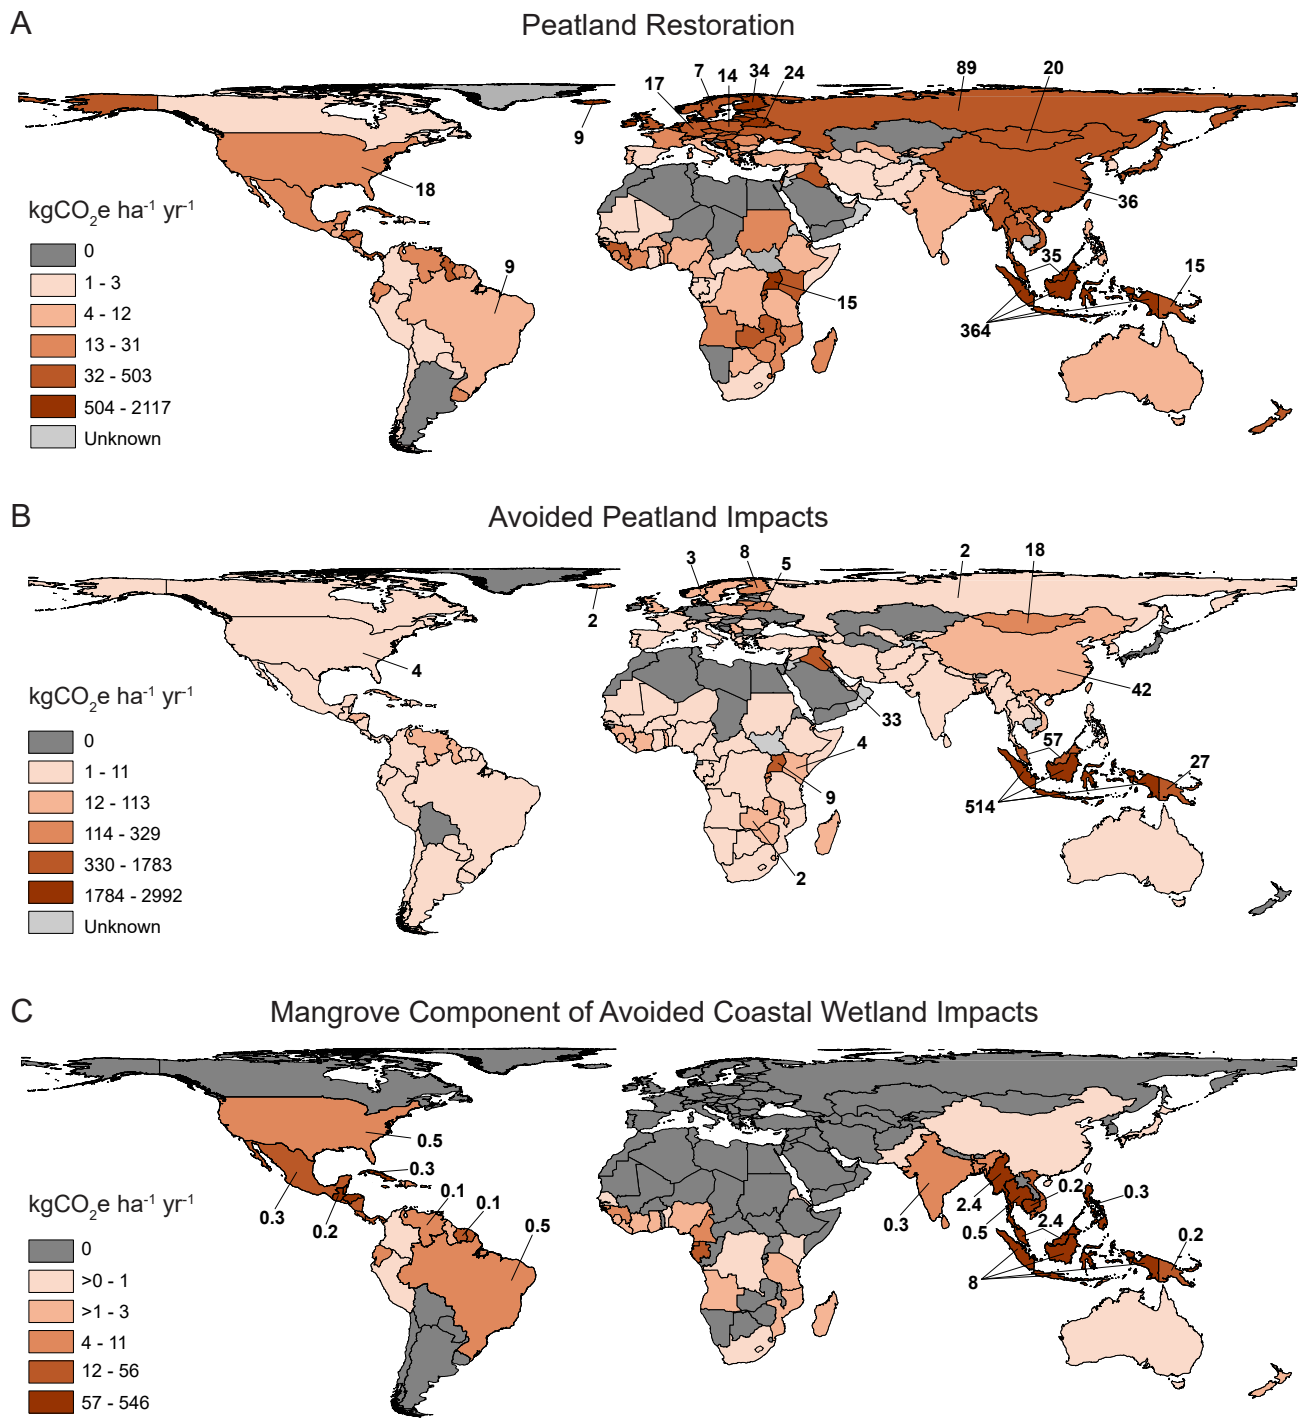 A
Peatland Restoration
7
14
34
24
89
20
17
9
18
36
kgCO₂e ha⁻¹ yr⁻¹
0
1 - 3
4 - 12
13 - 31
32 - 503
504 - 2117
Unknown
9
15
35
15
364
B
Avoided Peatland Impacts
3
8
5
2
18
2
4
42
kgCO₂e ha⁻¹ yr⁻¹
0
1 - 11
12 - 113
114 - 329
330 - 1783
1784 - 2992
Unknown
33
4
57
27
9
514
2
C
Mangrove Component of Avoided Coastal Wetland Impacts
0.5
0.3
0.1
0.1
0.3
0.2
0.5
kgCO₂e ha⁻¹ yr⁻¹
0
>0 - 1
>1 - 3
4 - 11
12 - 56
57 - 546
0.2
0.3
2.4
0.3
0.5
2.4
0.2
8